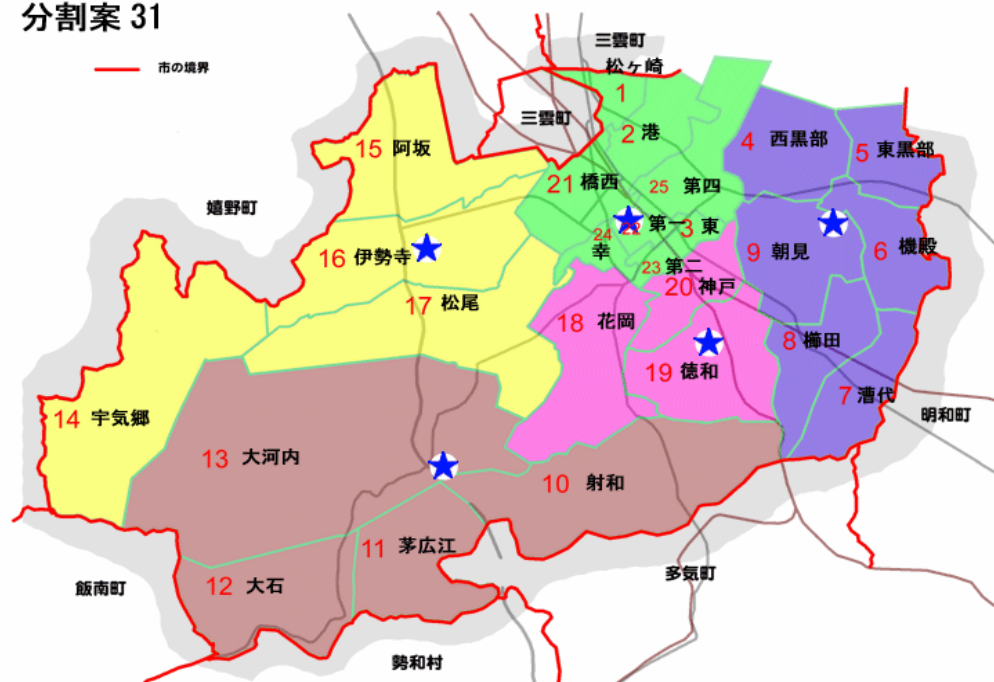 分割案 31
市の境界
三雲町
松ヶ崎
1
三雲町
2 港
4 西黒部
5 東黒部
15 阿坂
21 橋西
25 第四
嬉野町
22 第一
3 東
24 幸
16 伊勢寺
9 朝見
6 機殿
23 第二
20 神戸
17 松尾
18 花岡
8 櫛田
19 徳和
7 漕代
明和町
14 宇気郷
13 大河内
10 射和
11 茅広江
多気町
飯南町
12 大石
勢和村